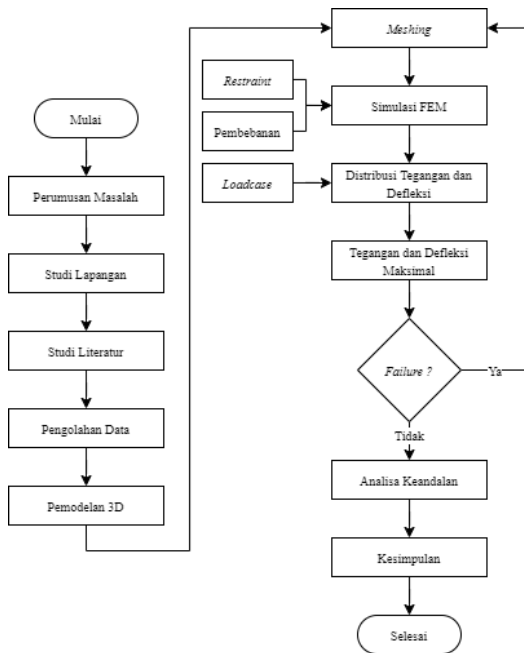 Mulai
Perumusan Masalah
Studi Lapangan
Studi Literatur
Pengolahan Data
Pemodelan 3D
Meshing
Restraint
Pembebanan
Simulasi FEM
Loadcase
Distribusi Tegangan dan
Defleksi
Tegangan dan Defleksi
Maksimal
Failure ?
Ya
Tidak
Analisa Keandalan
Kesimpulan
Selesai